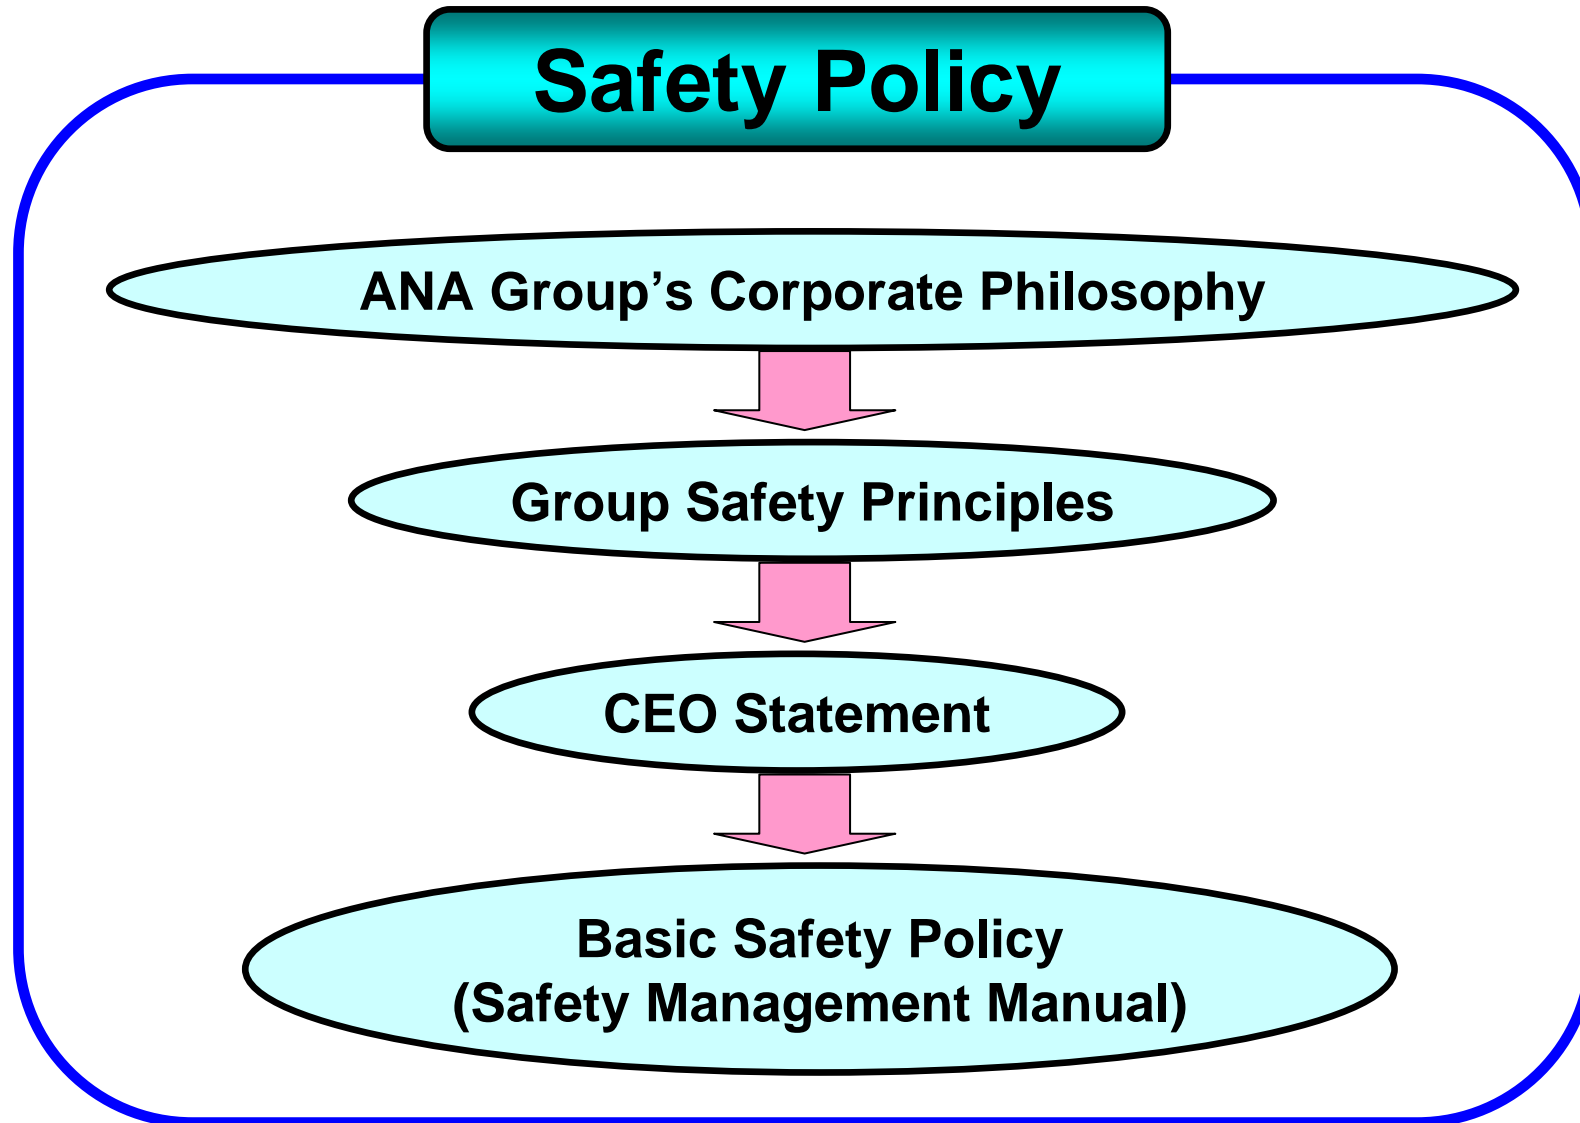 Safety Policy
ANA Group’s Corporate Philosophy
Group Safety Principles
CEO Statement
Basic Safety Policy
(Safety Management Manual)